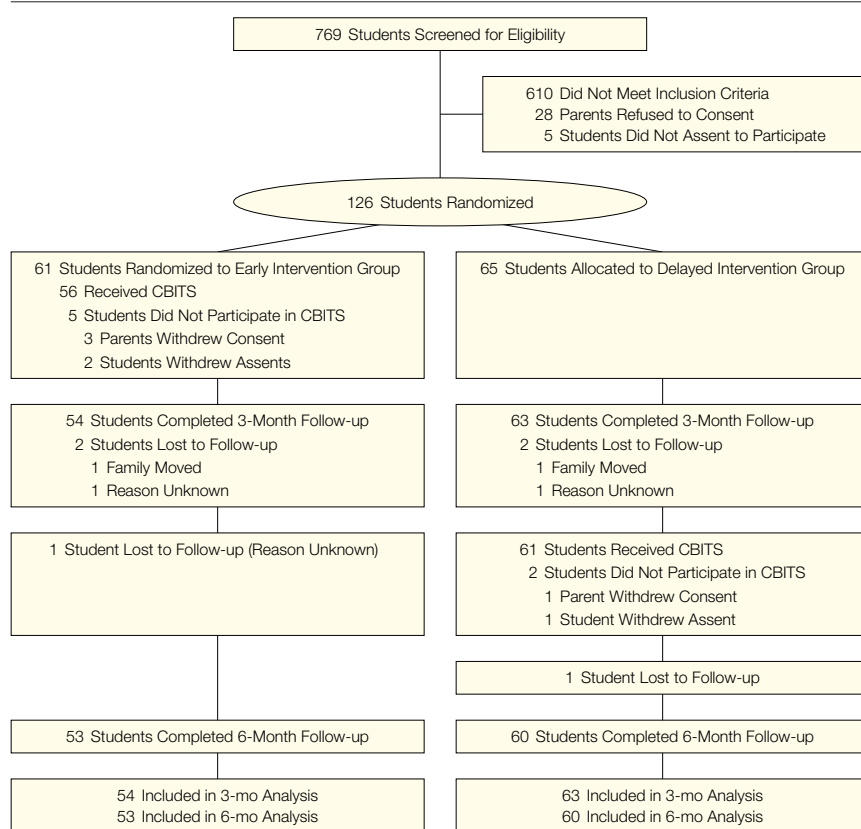 769 Students Screened for Eligibility
610 Did Not Meet Inclusion Criteria
28 Parents Refused to Consent
5 Students Did Not Assent to Participate
126 Students Randomized
61 Students Randomized to Early Intervention Group
56 Received CBITS
5 Students Did Not Participate in CBITS
3 Parents Withdrew Consent
2 Students Withdrew Assents
65 Students Allocated to Delayed Intervention Group
54 Students Completed 3-Month Follow-up
2 Students Lost to Follow-up
1 Family Moved
1 Reason Unknown
63 Students Completed 3-Month Follow-up
2 Students Lost to Follow-up
1 Family Moved
1 Reason Unknown
1 Student Lost to Follow-up (Reason Unknown)
61 Students Received CBITS
2 Students Did Not Participate in CBITS
1 Parent Withdrew Consent
1 Student Withdrew Assent
1 Student Lost to Follow-up
53 Students Completed 6-Month Follow-up
60 Students Completed 6-Month Follow-up
54 Included in 3-mo Analysis
53 Included in 6-mo Analysis
63 Included in 3-mo Analysis
60 Included in 6-mo Analysis